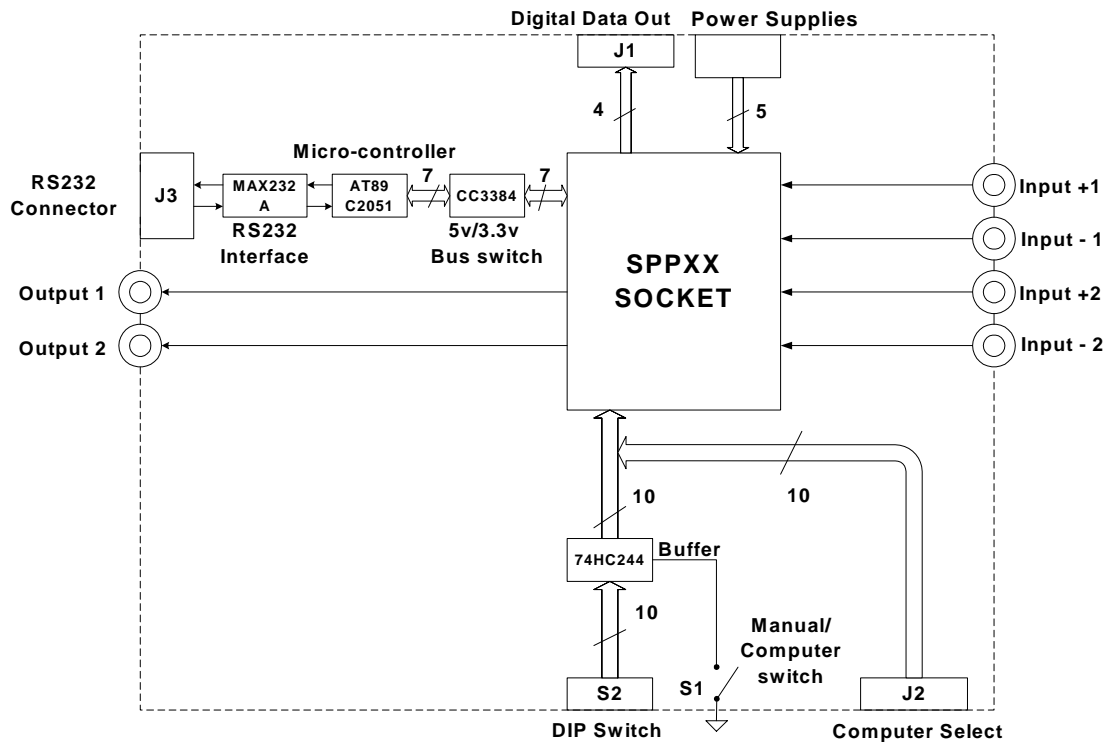 Digital Data Out
Power Supplies
J1
4
5
Micro-controller
RS232
Connector
J3
MAX232
A
AT89
C2051
7
CC3384
7
RS232
Interface
5v/3.3v
Bus switch
SPPXX
SOCKET
Input +1
Input - 1
Input +2
Input - 2
Output 1
Output 2
10
10
74HC244
Buffer
10
Manual/
Computer
switch
S1
S2
J2
DIP Switch
Computer Select